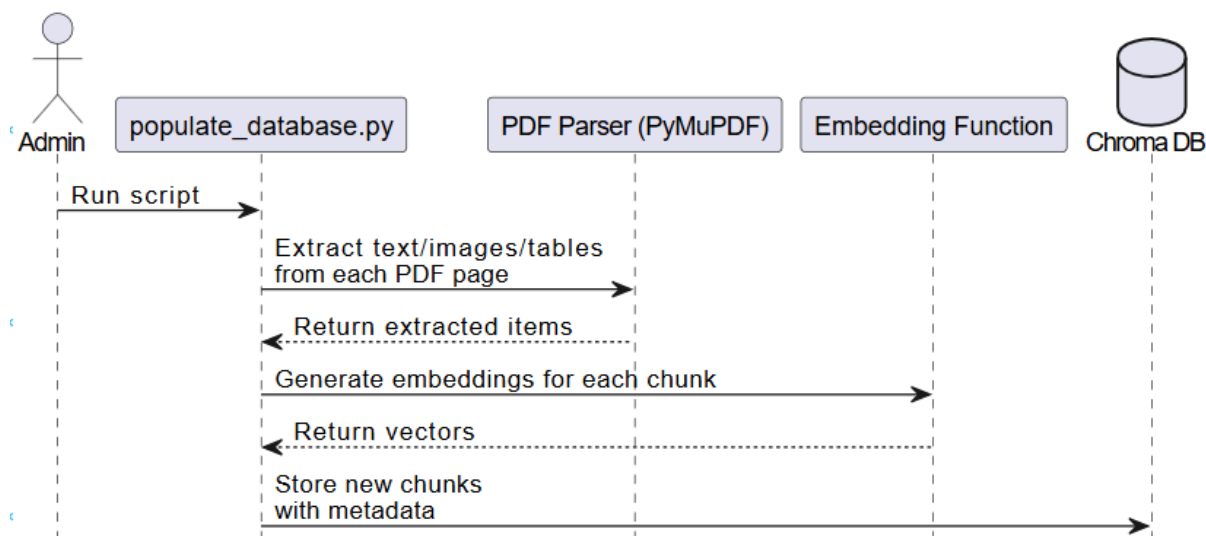 Admin
populate_database.py
PDF Parser (PyMuPDF)
Embedding Function
Chroma DB
Run script
Extract text/images/tables
from each PDF page
Return extracted items
Generate embeddings for each chunk
Return vectors
Store new chunks
with metadata